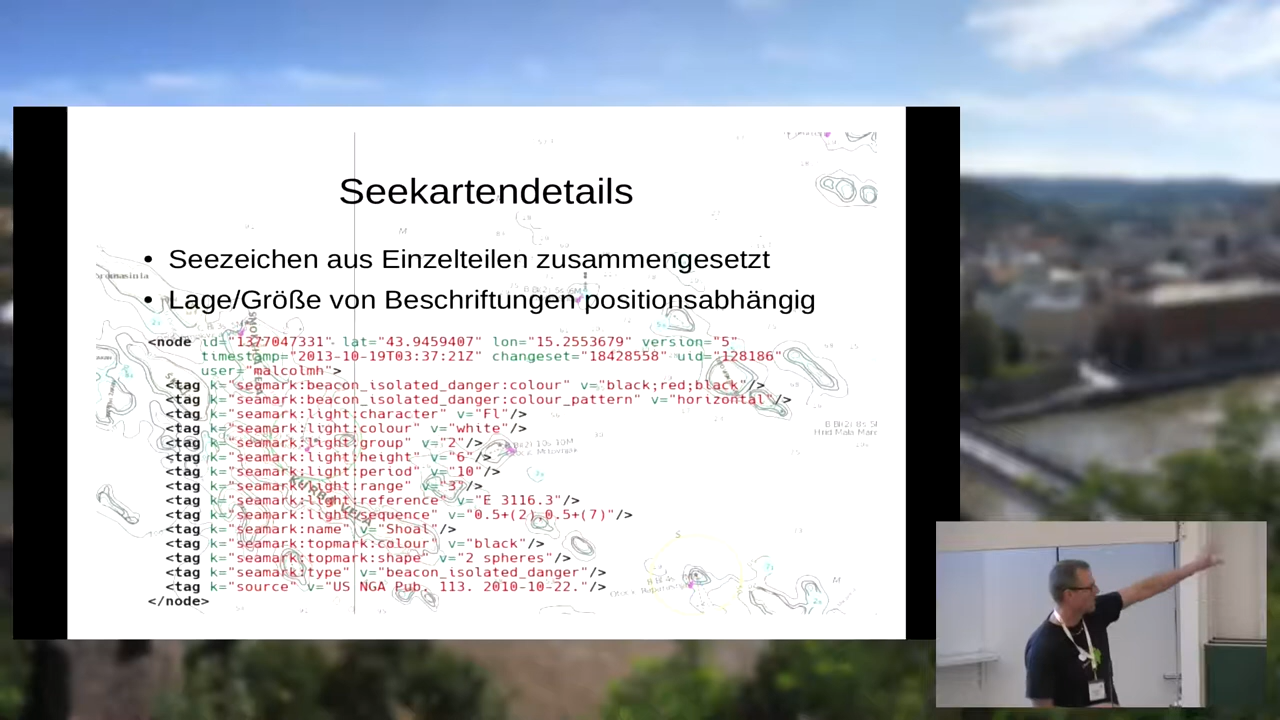 Seekartendetails
• Seezeichen aus Einzelteilen zusammengesetzt
• Lage/Größe von Beschriftungen positionsabhängig
<node id="1377047331" lat="43.9459407" lon="15.2553679" version="5"
timestamp="2013-10-19T03:37:21Z" changeset="18428558" uid="128186"
user="malcolmh">
<tag k="seamark:beacon_isolated_danger:colour" v="black;red;black"/>
<tag k="seamark:beacon_isolated_danger:colour_pattern" v="horizontal"/>
<tag k="seamark:light:character" v="Fl"/>
<tag k="seamark:light:colour" v="white"/>
<tag k="seamark:light:group" v="2"/>
<tag k="seamark:light:height" v="6"/>
<tag k="seamark:light:period" v="10"/>
<tag k="seamark:light:range" v="3"/>
<tag k="seamark:light:reference" v="E 3116.3"/>
<tag k="seamark:light:sequence" v="0.5+(2),0.5+(7)"/>
<tag k="seamark:name" v="Shoal"/>
<tag k="seamark:topmark:colour" v="black"/>
<tag k="seamark:topmark:shape" v="2 spheres"/>
<tag k="seamark:type" v="beacon_isolated_danger"/>
<tag k="source" v="US NGA Pub. 113. 2010-10-22."/>
</node>